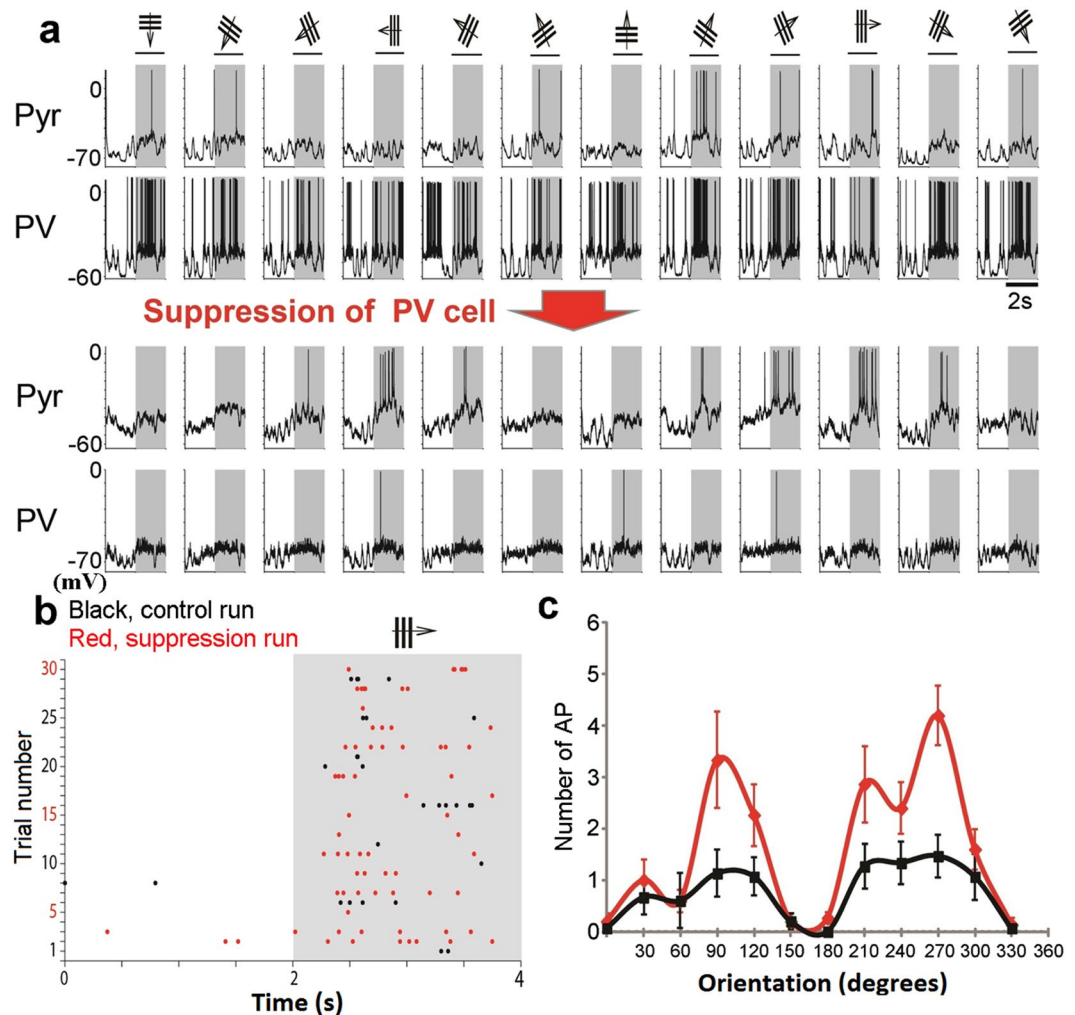 a
Pyr
0
-70
PV
0
-60
2s
Suppression of PV cell
Pyr
0
-60
PV
0
-70
(mV)
b
Black, control run
Red, suppression run
Trial number
30
25
20
15
10
5
1
0
2
4
Time (s)
c
Number of AP
6
5
4
3
2
1
0
30 60 90 120 150 180 210 240 270 300 330 360
Orientation (degrees)